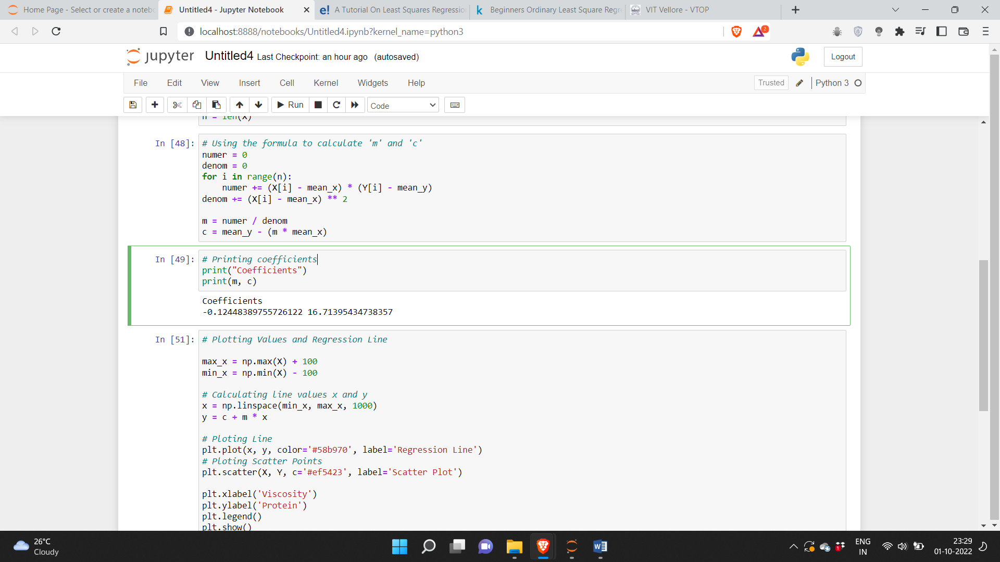 Home Page - Select or create a noteb
Untitled4 - Jupyter Notebook
e! A Tutorial On Least Squares Regressio
k Beginners Ordinary Least Square Regr
VIT Vellore - VTOP
localhost:8888/notebooks/Untitled4.ipynb?kernel_name=python3
2
jupyter Untitled4 Last Checkpoint: an hour ago (autosaved)
Logout
File Edit View Insert Cell Kernel Widgets Help
Trusted Python 3
Run Code
n = len(X)
In [48]: # Using the formula to calculate 'm' and 'c'
numer = 0
denom = 0
for i in range(n):
    numer += (X[i] - mean_x) * (Y[i] - mean_y)
denom += (X[i] - mean_x) ** 2
m = numer / denom
c = mean_y - (m * mean_x)
In [49]: # Printing coefficients
print("Coefficients")
print(m, c)
Coefficients
-0.12448389755726122 16.71395434738357
In [51]: # Plotting Values and Regression Line
max_x = np.max(X) + 100
min_x = np.min(X) - 100
# Calculating line values x and y
x = np.linspace(min_x, max_x, 1000)
y = c + m * x
# Ploting Line
plt.plot(x, y, color='#58b970', label='Regression Line')
# Ploting Scatter Points
plt.scatter(X, Y, c='#ef5423', label='Scatter Plot')
plt.xlabel('Viscosity')
plt.ylabel('Protein')
plt.legend()
plt.show()
26°C
Cloudy
W
1
ENG
IN
23:29
01-10-2022